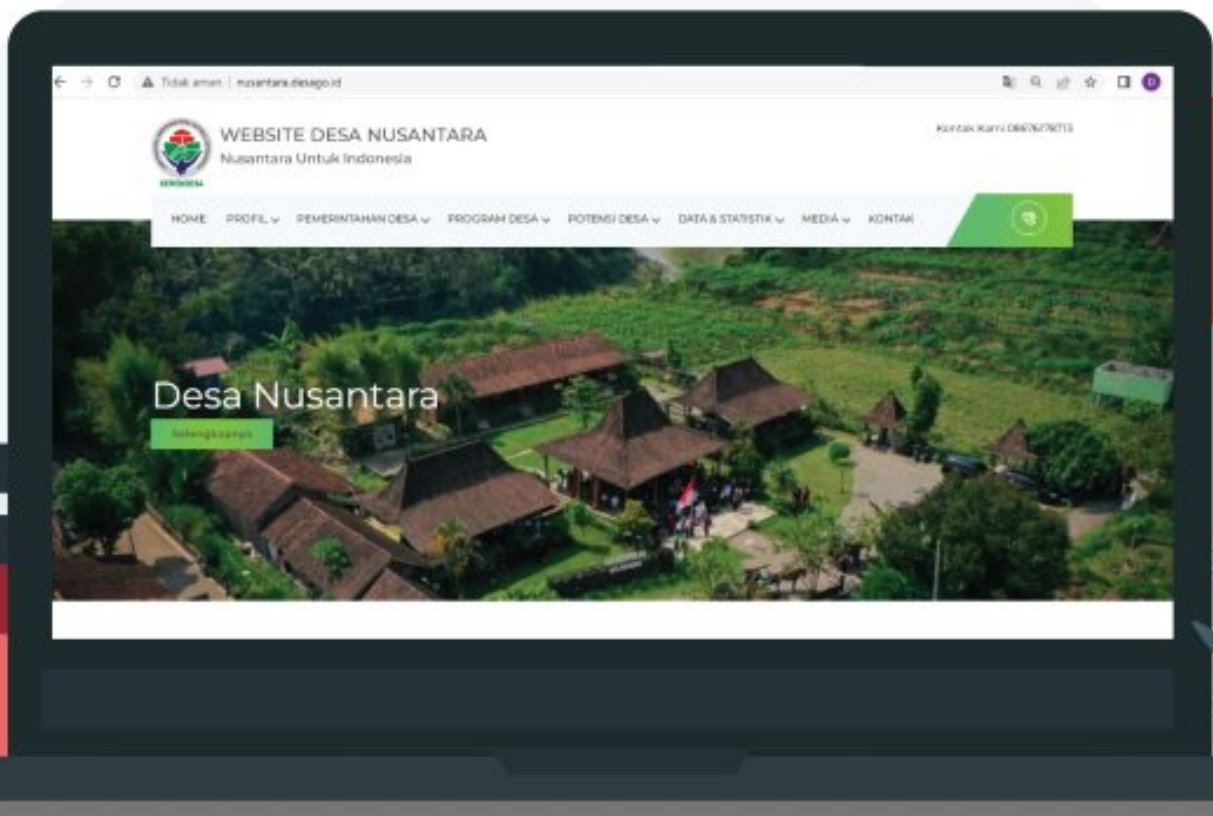 Tidak aman | nusantara.desago.id
WEBSITE DESA NUSANTARA
Nusantara Untuk Indonesia
KEMENDESA
HOME PROFIL PEMERINTAHAN DESA PROGRAM DESA POTENSI DESA DATA & STATISTIK MEDIA KONTAK
Kontak Kami
Desa Nusantara
Selengkapnya
D